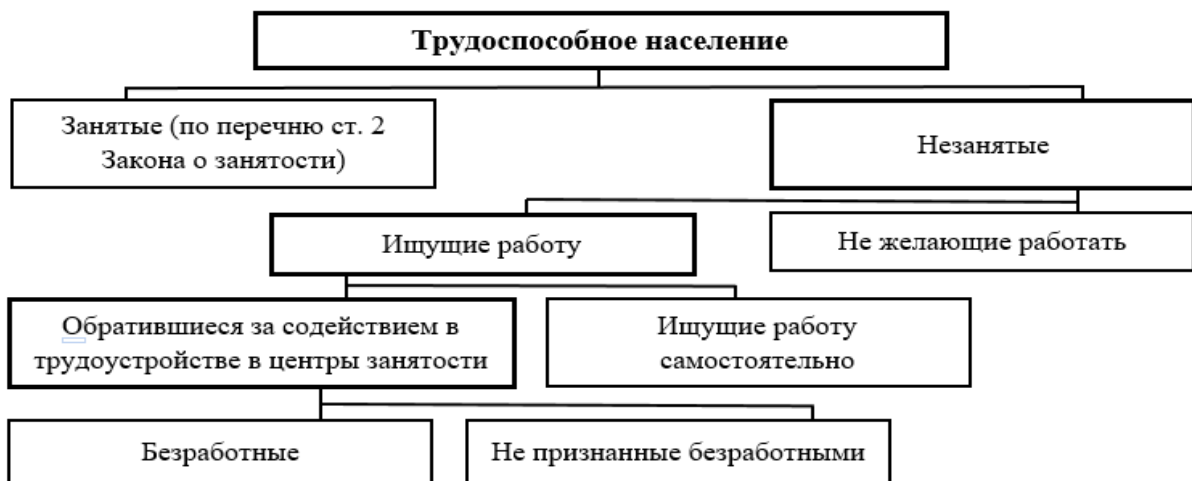 Трудоспособное население
Занятые (по перечню ст. 2
Закона о занятости)
Незанятые
Ищущие работу
Не желающие работать
Обратившиеся за содействием в
трудоустройстве в центры занятости
Ищущие работу
самостоятельно
Безработные
Не признанные безработными